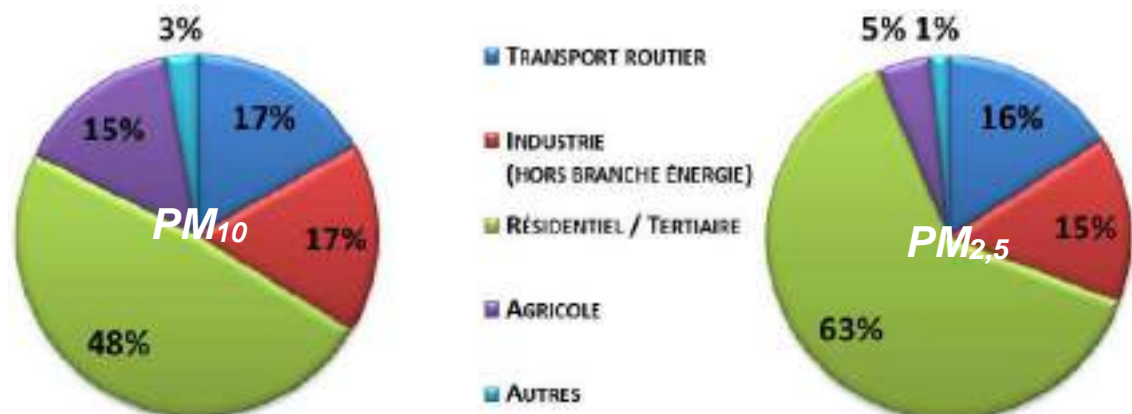 3%
17%
15%
17%
PM10
48%
TRANSPORT ROUTIER
INDUSTRIE
(HORS BRANCHE ÉNERGIE)
RÉSIDENTIEL / TERTIAIRE
AGRICOLE
AUTRES
5% 1%
16%
15%
PM2,5
63%